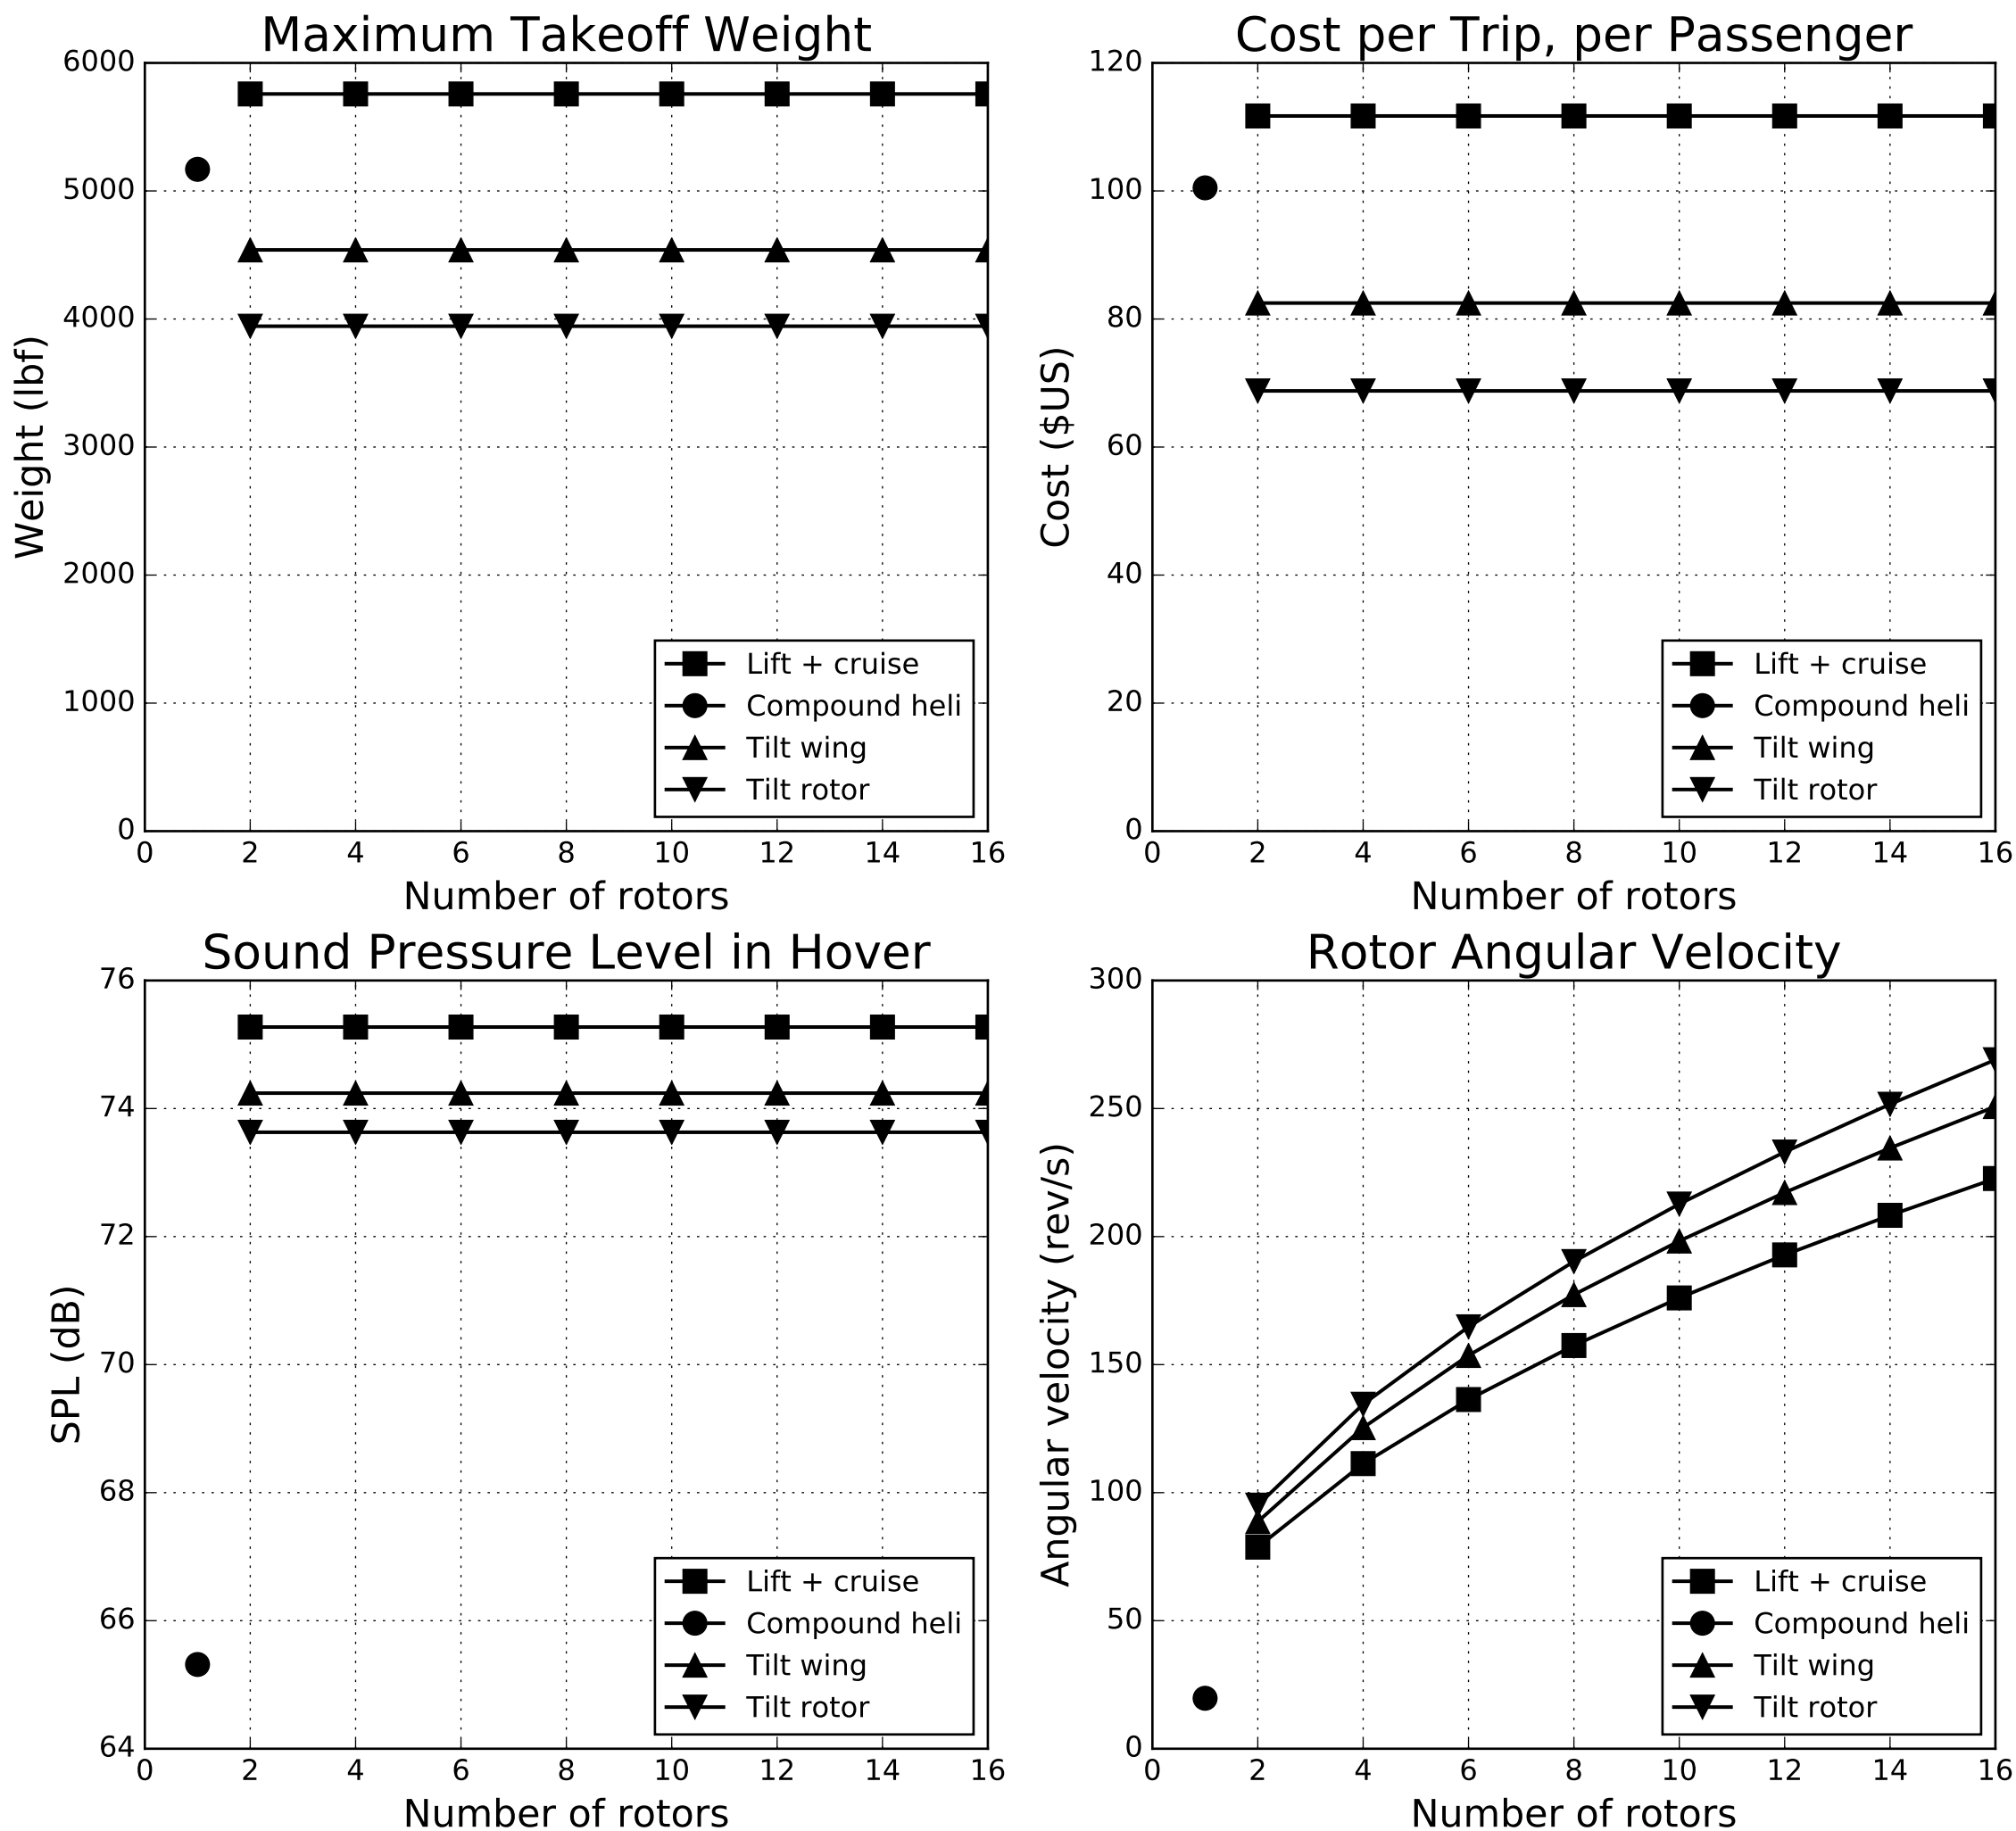 Maximum Takeoff Weight
6000
5000
4000
3000
2000
1000
0
Weight (lbf)
Lift + cruise
Compound heli
Tilt wing
Tilt rotor
0 2 4 6 8 10 12 14 16
Number of rotors
Cost per Trip, per Passenger
120
100
80
60
40
20
0
Cost ($US)
Lift + cruise
Compound heli
Tilt wing
Tilt rotor
0 2 4 6 8 10 12 14 16
Number of rotors
Sound Pressure Level in Hover
76
74
72
70
68
66
64
SPL (dB)
Lift + cruise
Compound heli
Tilt wing
Tilt rotor
0 2 4 6 8 10 12 14 16
Number of rotors
Rotor Angular Velocity
300
250
200
150
100
50
0
Angular velocity (rev/s)
Lift + cruise
Compound heli
Tilt wing
Tilt rotor
0 2 4 6 8 10 12 14 16
Number of rotors